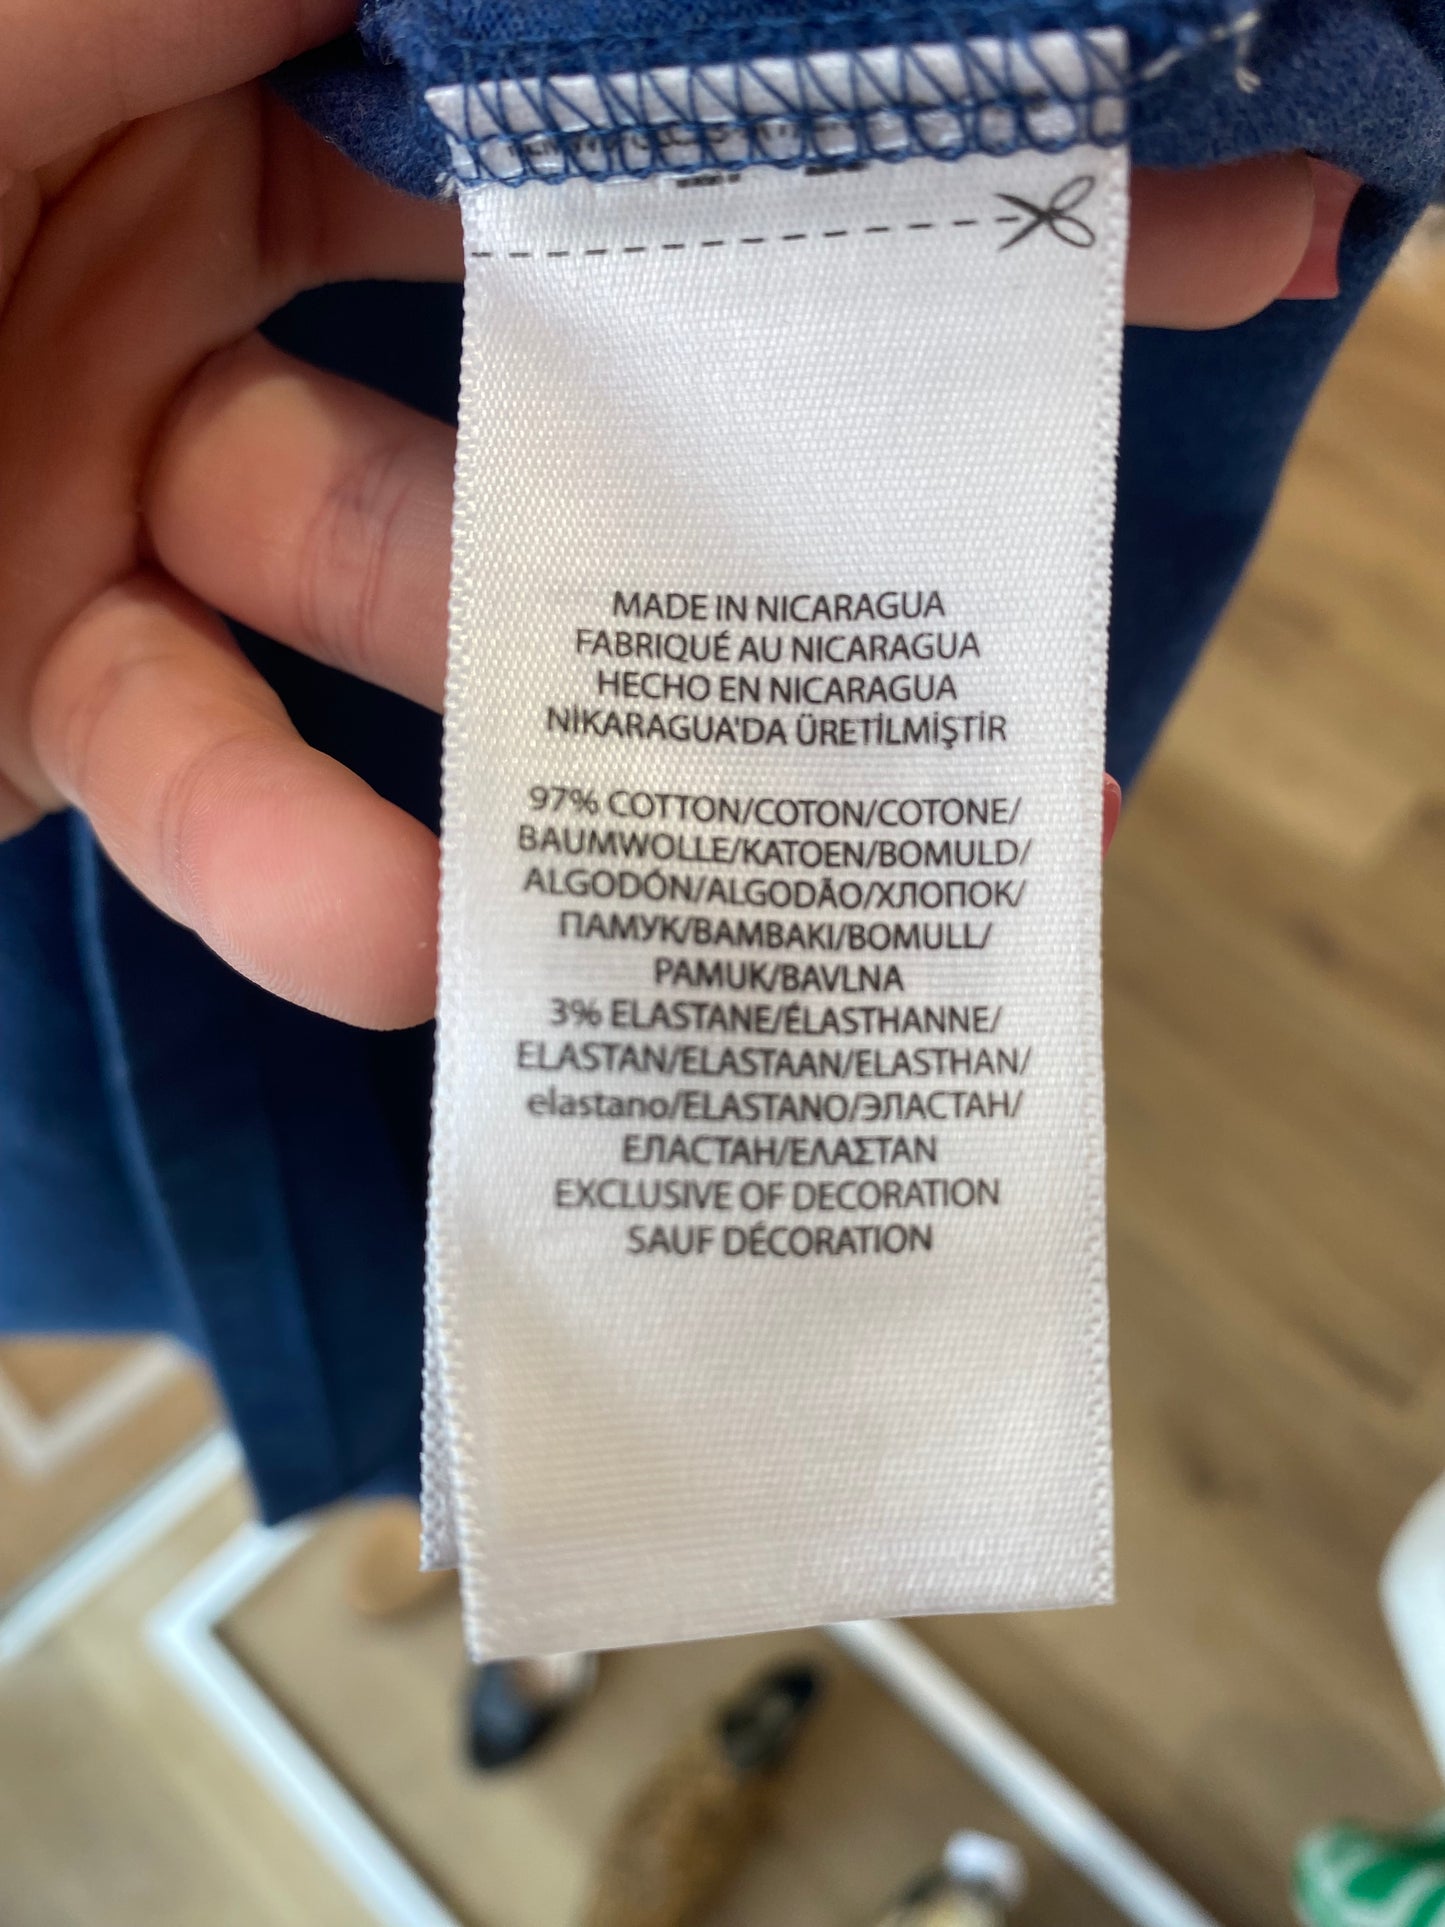 MADE IN NICARAGUA
FABRIQUÉ AU NICARAGUA
HECHO EN NICARAGUA
NİKARAGUA'DA ÜRETİLMİŞTİR
97% COTTON/COTON/COTONE/
BAUMWOLLE/KATOEN/BOMULD/
ALGODÓN/ALGODÃO/ХЛОПОК/
ПАМУК/ΒΑΜΒΑΚΙ/BOMULL/
PAMUK/BAVLNA
3% ELASTANE/ÉLASTHANNE/
ELASTAN/ELASTAAN/ELASTHAN/
elastano/ELASTANO/ЭЛАСТАН/
ЕЛАСТАН/ΕΛΑΣΤΑΝ
EXCLUSIVE OF DECORATION
SAUF DÉCORATION